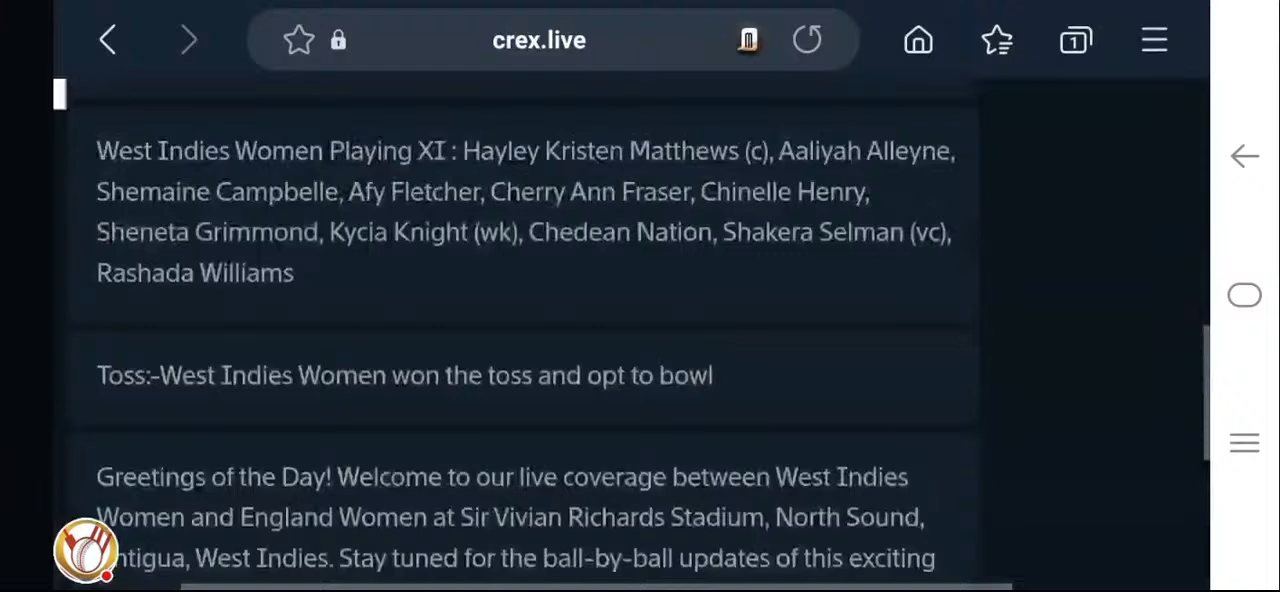 crex.live
1
West Indies Women Playing XI : Hayley Kristen Matthews (c), Aaliyah Alleyne,
Shemaine Campbelle, Afy Fletcher, Cherry Ann Fraser, Chinelle Henry,
Sheneta Grimmond, Kycia Knight (wk), Chedean Nation, Shakera Selman (vc),
Rashada Williams
Toss:-West Indies Women won the toss and opt to bowl
Greetings of the Day! Welcome to our live coverage between West Indies
Women and England Women at Sir Vivian Richards Stadium, North Sound,
ntigua, West Indies. Stay tuned for the ball-by-ball updates of this exciting